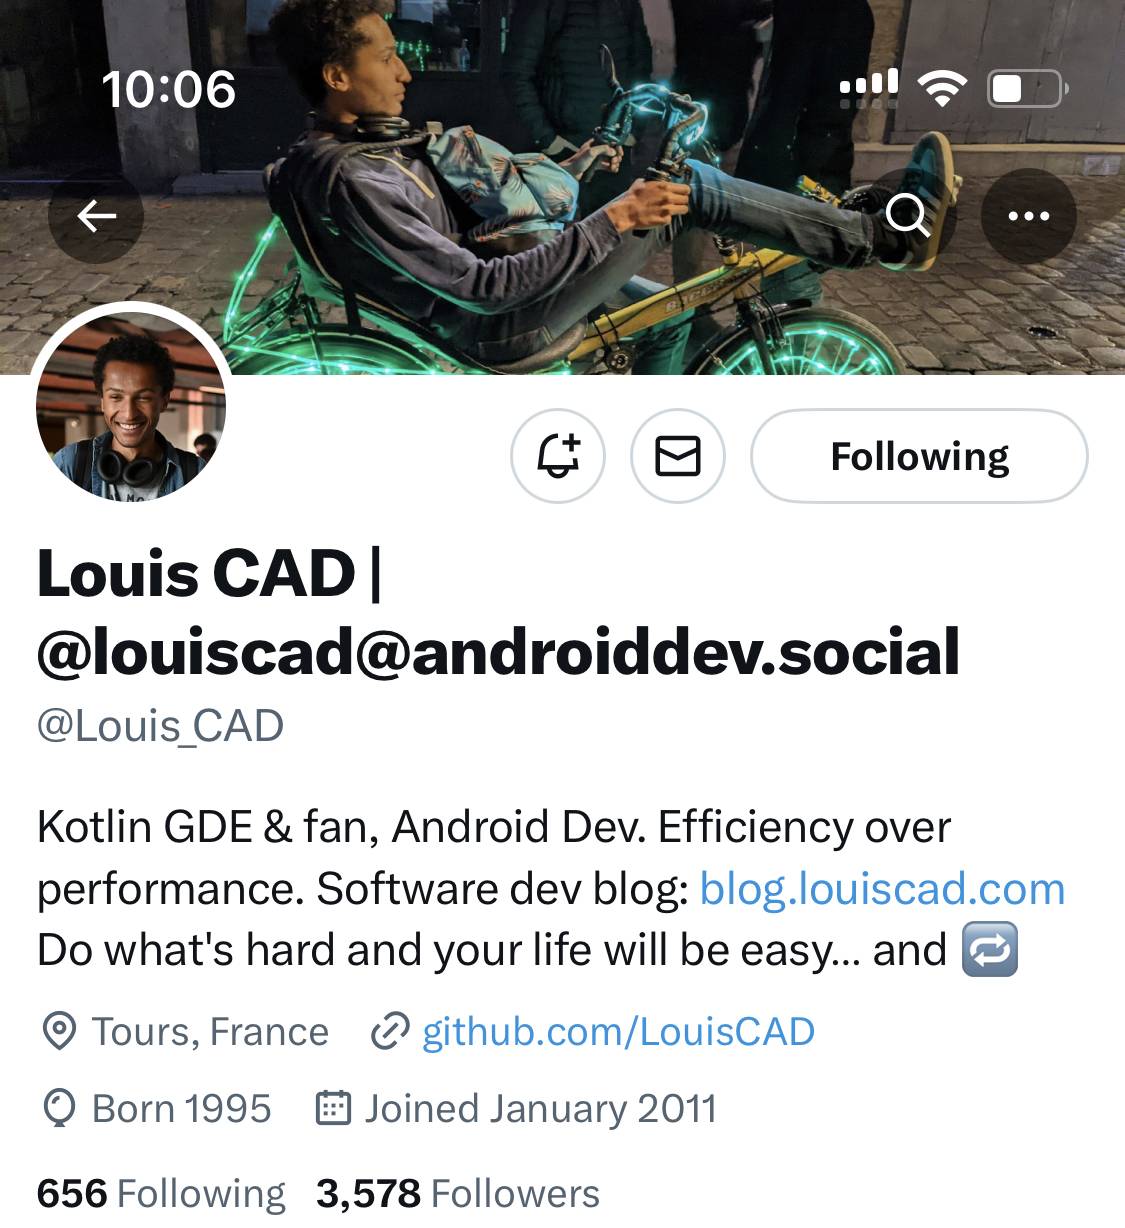 10:06
Following
Louis CAD |
@louiscad@androiddev.social
@Louis_CAD
Kotlin GDE & fan, Android Dev. Efficiency over
performance. Software dev blog: blog.louiscad.com
Do what's hard and your life will be easy... and 🔁
Tours, France github.com/LouisCAD
Born 1995 Joined January 2011
656 Following 3,578 Followers